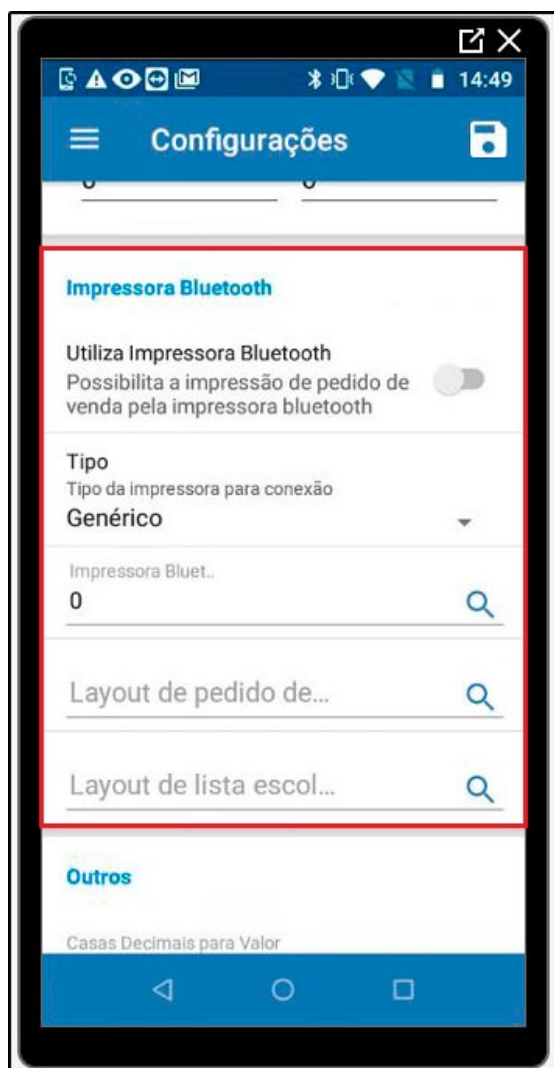 14:49
Configurações
Impressora Bluetooth
Utiliza Impressora Bluetooth
Possibilita a impressão de pedido de
venda pela impressora bluetooth
Tipo
Tipo da impressora para conexão
Genérico
Impressora Bluet..
0
Layout de pedido de...
Layout de lista escol...
Outros
Casas Decimais para Valor